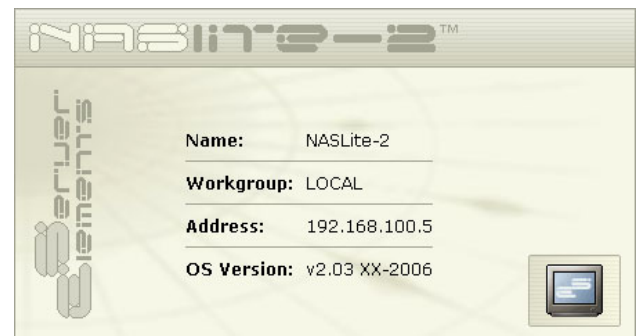 NASLITE-2™
Server
elements
Name: NASLite-2
Workgroup: LOCAL
Address: 192.168.100.5
OS Version: v2.03 XX-2006